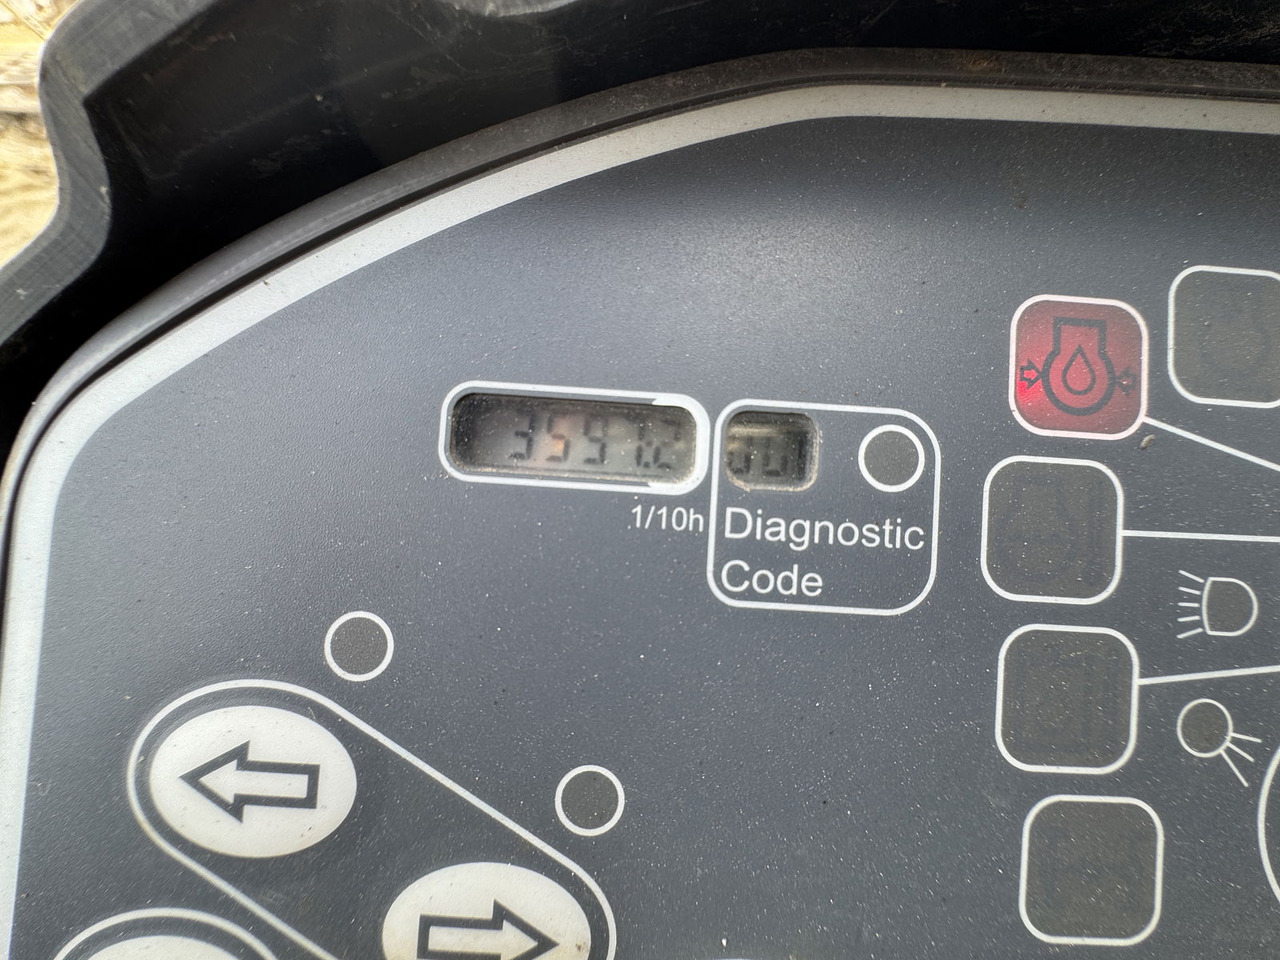 3591.2
1/10h
Diagnostic
Code